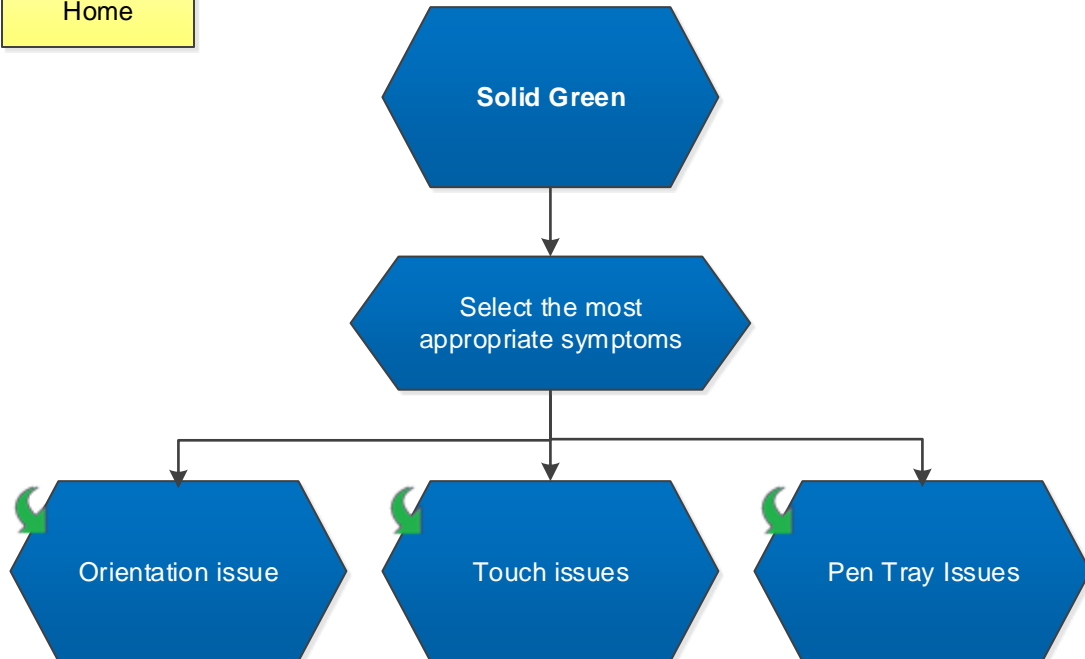 Home
Solid Green
Select the most
appropriate symptoms
Orientation issue
Touch issues
Pen Tray Issues